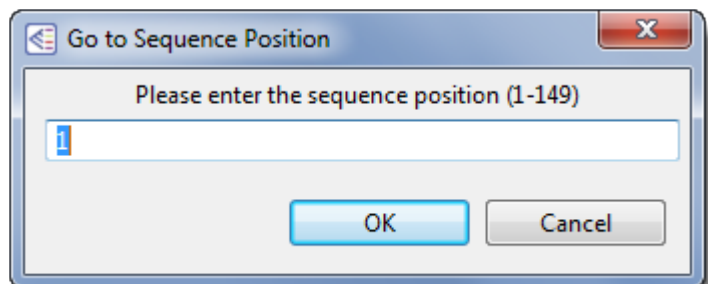 Go to Sequence Position
Please enter the sequence position (1-149)
1
OK
Cancel